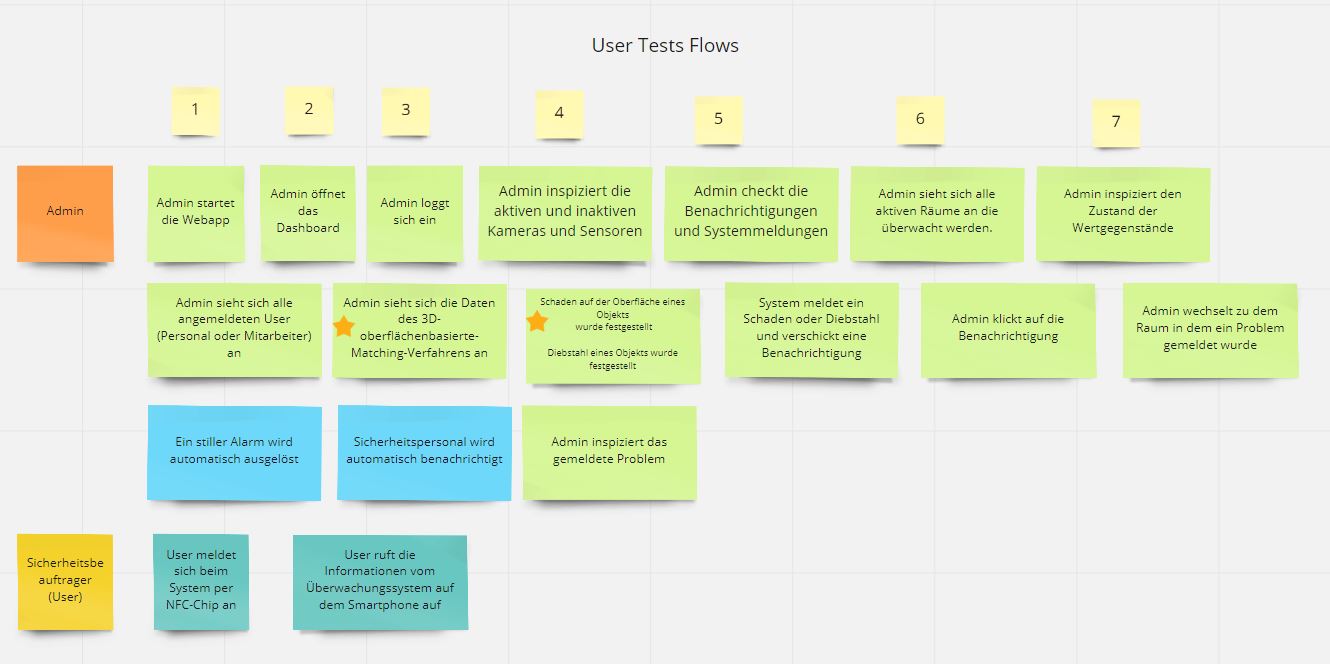 User Tests Flows
1
2
3
4
5
6
7
Admin
Admin startet
die Webapp
Admin öffnet
das
Dashboard
Admin loggt
sich ein
Admin inspiziert die
aktiven und inaktiven
Kameras und Sensoren
Admin checkt die
Benachrichtigungen
und Systemmeldungen
Admin sieht sich alle
aktiven Räume an die
überwacht werden.
Admin inspiziert den
Zustand der
Wertgegenstände
Admin sieht sich alle
angemeldeten User
(Personal oder Mitarbeiter)
an
Admin sieht sich die Daten
des 3D-
oberflächenbasierte-
Matching-Verfahrens an
Schaden auf der Oberfläche eines
Objekts
wurde festgestellt
Diebstahl eines Objekts wurde
festgestellt
System meldet ein
Schaden oder Diebstahl
und verschickt eine
Benachrichtigung
Admin klickt auf die
Benachrichtigung
Admin wechselt zu dem
Raum in dem ein Problem
gemeldet wurde
Ein stiller Alarm wird
automatisch ausgelöst
Sicherheitspersonal wird
automatisch benachrichtigt
Admin inspiziert das
gemeldete Problem
Sicherheitsbe
auftrager
(User)
User meldet
sich beim
System per
NFC-Chip an
User ruft die
Informationen vom
Überwachungssystem auf
dem Smartphone auf